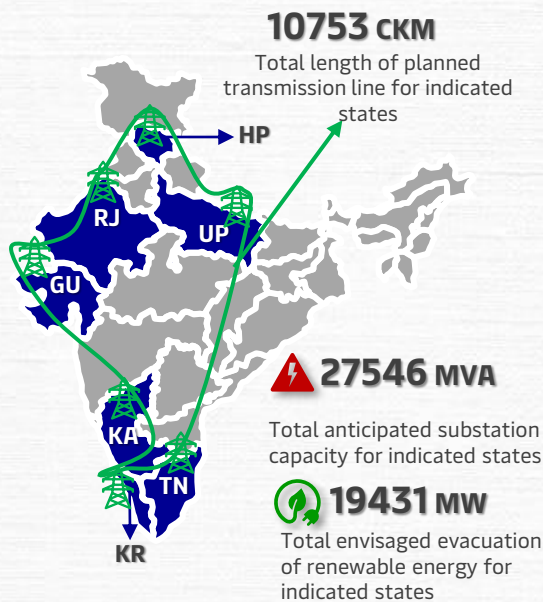 10753 CKM
Total length of planned
transmission line for indicated
states
HP
RJ
UP
GU
27546 MVA
Total anticipated substation
capacity for indicated states
KA
TN
19431 MW
Total envisaged evacuation
of renewable energy for
indicated states
KR